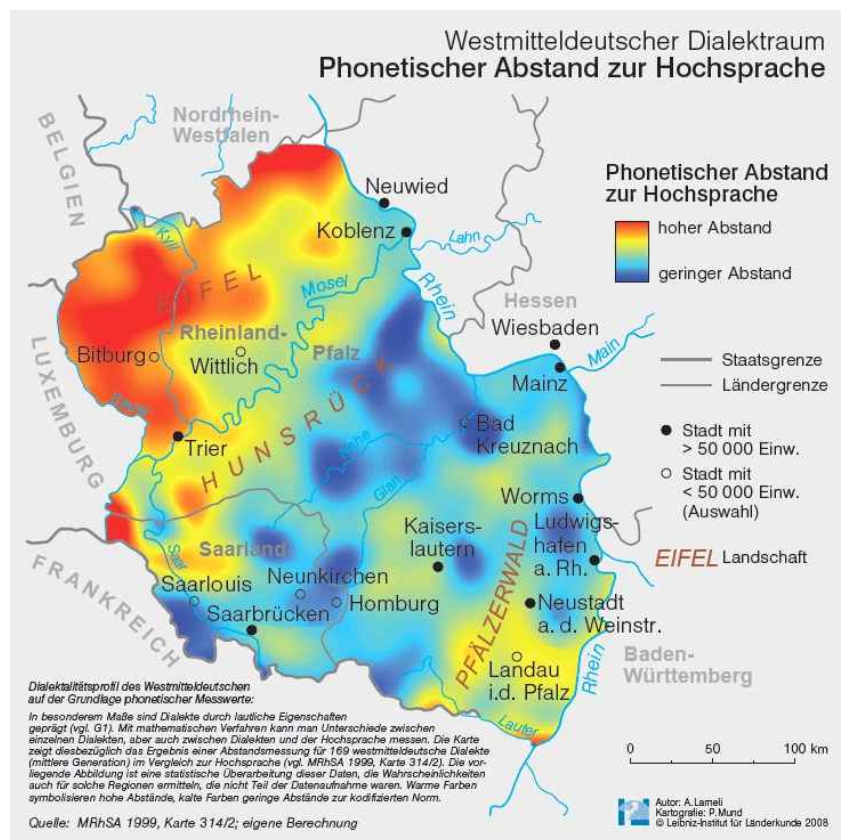 Westmitteldeutscher Dialektraum
Phonetischer Abstand zur Hochsprache
BELGIEN
Nordrhein-
Westfalen
Phonetischer Abstand
zur Hochsprache
hoher Abstand
geringer Abstand
Neuwied
Koblenz
Kyll
Lahn
EIFEL
Mosel
Rhein
Hessen
Wiesbaden
Main
Mainz
Rheinland-
Pfalz
Bitburg
Wittlich
LUXEMBURG
Staatsgrenze
Ländergrenze
HUNSRÜCK
Bad
Kreuznach
Trier
Nahe
Glan
Stadt mit
> 50 000 Einw.
Stadt mit
< 50 000 Einw.
(Auswahl)
Worms
Ludwigs-
hafen
a. Rh.
Kaisers-
lautern
Saarland
Saar
FRANKREICH
EIFEL Landschaft
Saarlouis
Neunkirchen
Homburg
Saarbrücken
PFÄLZERWALD
Neustadt
a. d. Weinstr.
Landau
i.d. Pfalz
Rhein
Baden-
Württemberg
Lauter
Dialektalitätsprofil des Westmitteldeutschen
auf der Grundlage phonetischer Messwerte:
In besonderem Maße sind Dialekte durch lautliche Eigenschaften
geprägt (vgl. G1). Mit mathematischen Verfahren kann man Unterschiede zwischen
einzelnen Dialekten, aber auch zwischen Dialekten und der Hochsprache messen. Die Karte
zeigt diesbezüglich das Ergebnis einer Abstandsmessung für 169 westmitteldeutsche Dialekte
(mittlere Generation) im Vergleich zur Hochsprache (vgl. MRhSA 1999, Karte 314/2). Die vor-
liegende Abbildung ist eine statistische Überarbeitung dieser Daten, die Wahrscheinlichkeiten
auch für solche Regionen ermitteln, die nicht Teil der Datenaufnahme waren. Warme Farben
symbolisieren hohe Abstände, kalte Farben geringe Abstände zur kodifizierten Norm.
Quelle: MRhSA 1999, Karte 314/2; eigene Berechnung
0 50 100 km
Autor: A. Lameli
Kartografie: P. Mund
© Leibniz-Institut für Länderkunde 2008